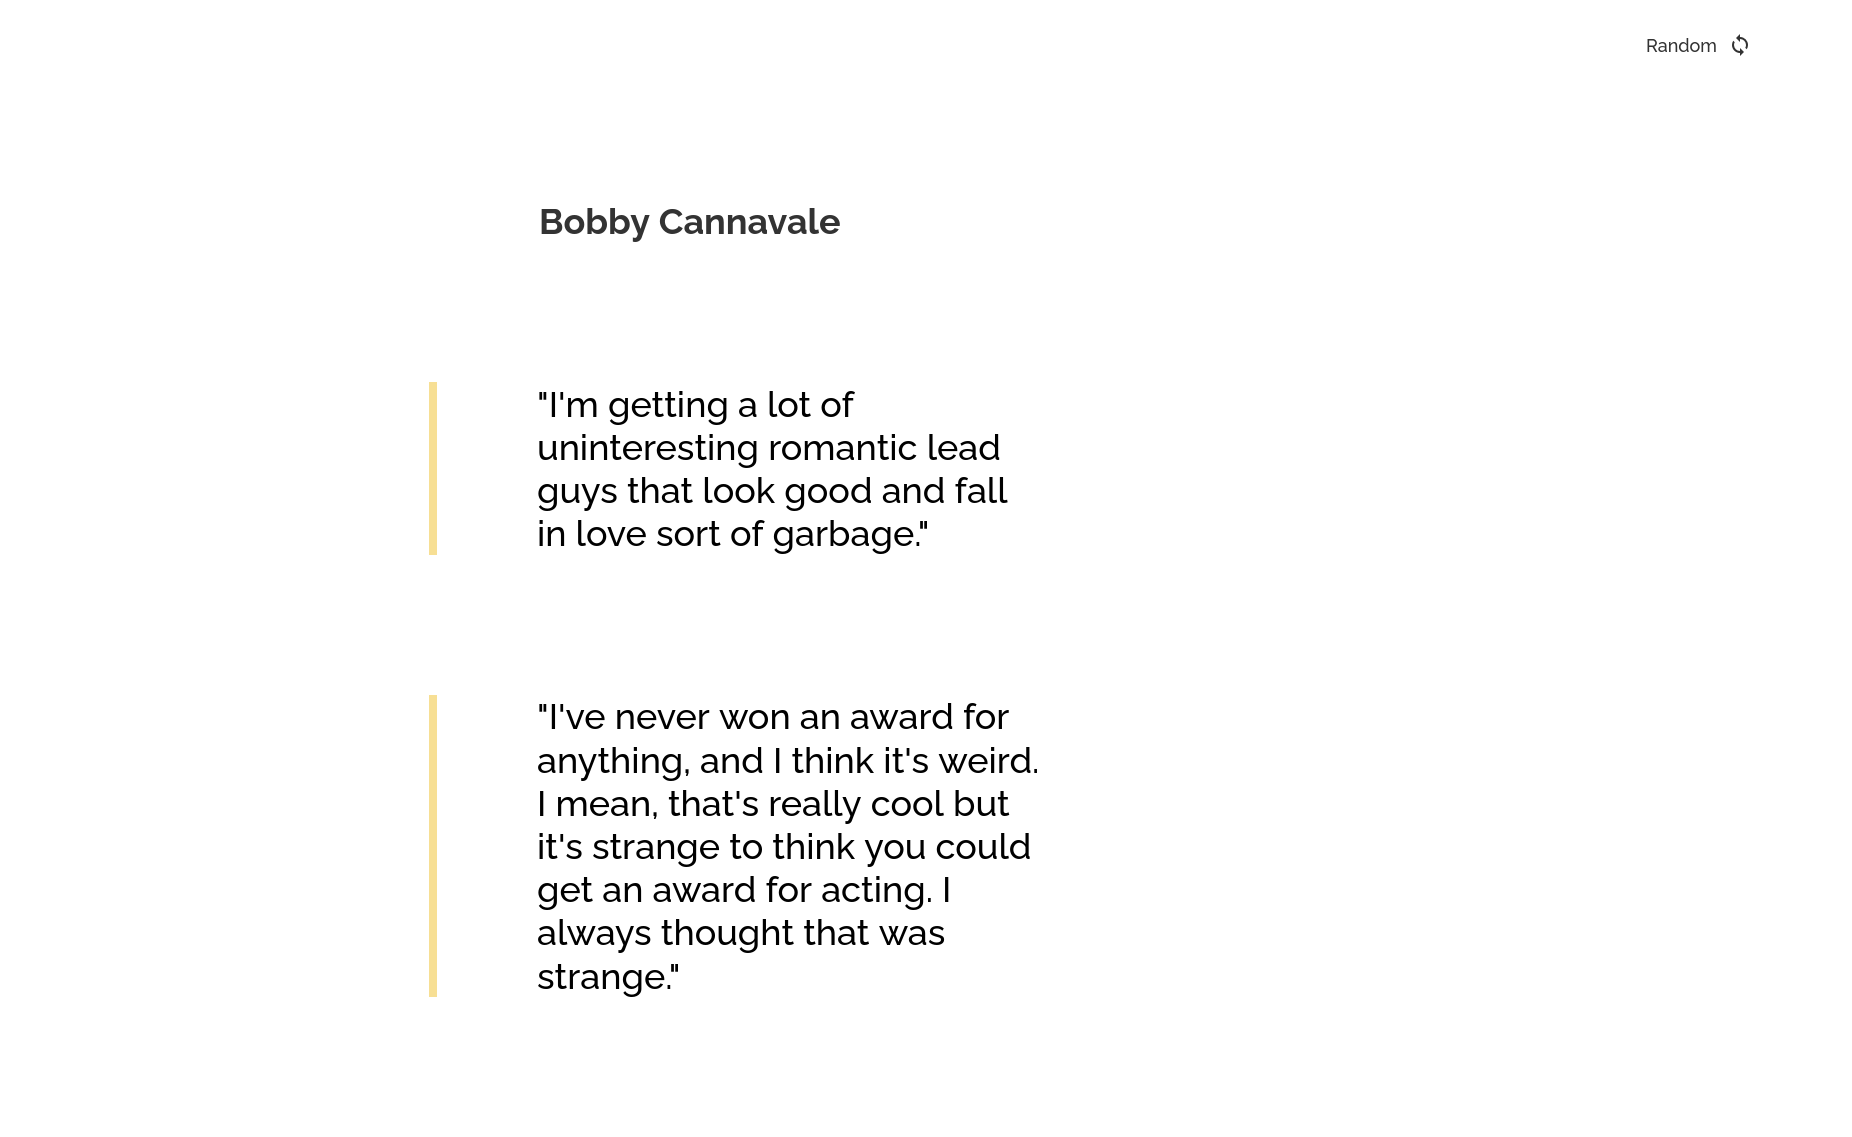 Random
Bobby Cannavale
"I'm getting a lot of
uninteresting romantic lead
guys that look good and fall
in love sort of garbage."
"I've never won an award for
anything, and I think it's weird.
I mean, that's really cool but
it's strange to think you could
get an award for acting. I
always thought that was
strange."